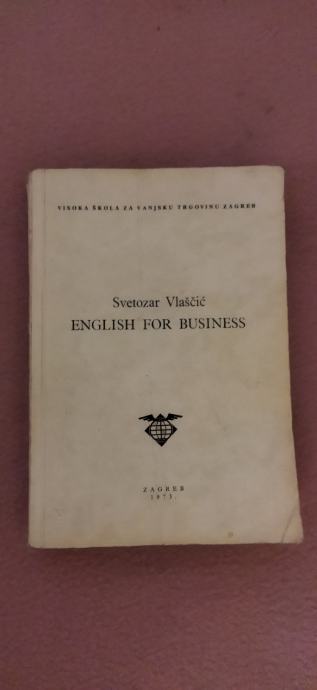 VISOKA ŠKOLA ZA VANJSKU TRGOVINU ZAGREB
Svetozar Vlaščić
ENGLISH FOR BUSINESS
ZAGREB
1973.